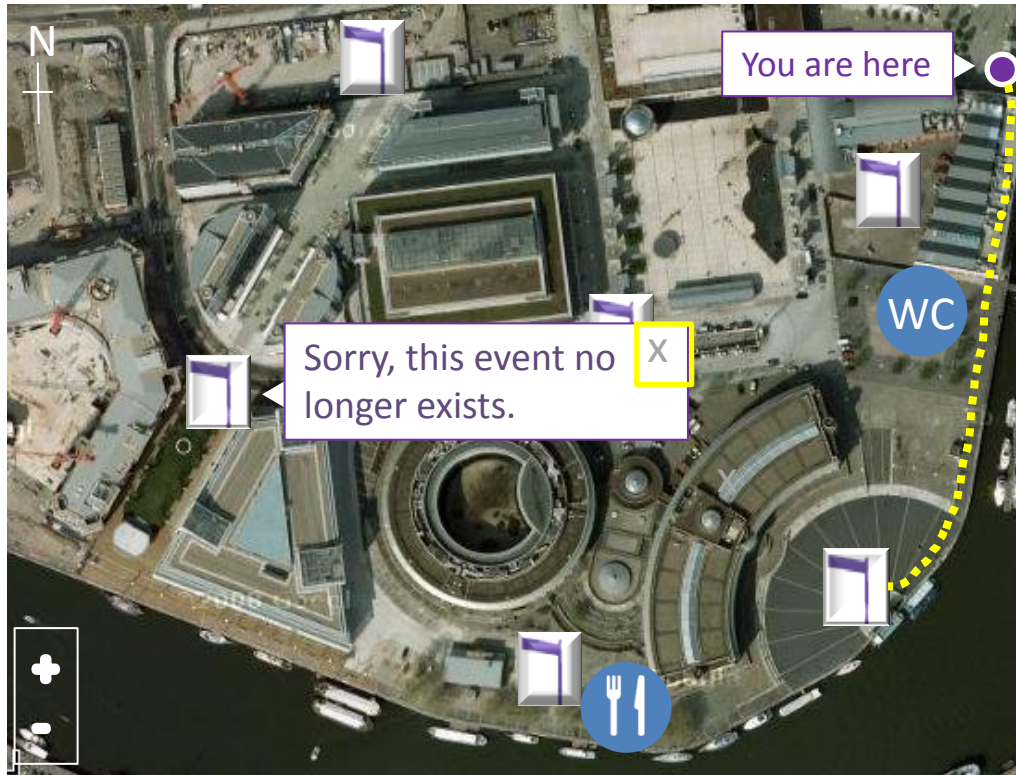 N
You are here
WC
X
Sorry, this event no
longer exists.